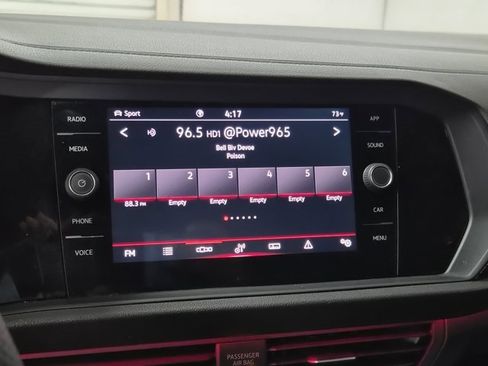 RADIO
MEDIA
PHONE
VOICE
Sport
4:17
73°F
96.5 HD1 @Power965
Bell Biv Devoe
Poison
1 2 3 4 5 6
88.3 FM Empty Empty Empty Empty Empty
FM
APP
SOUND
CAR
MENU
PASSENGER
AIR BAG